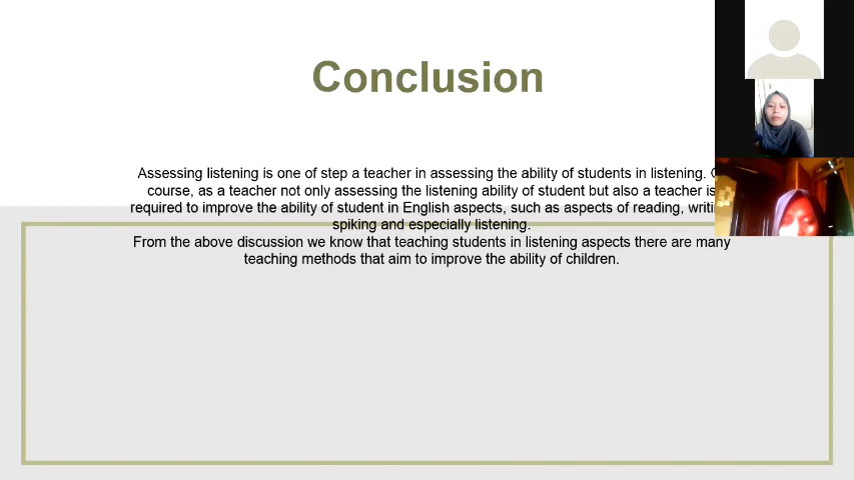 Conclusion
Assessing listening is one of step a teacher in assessing the ability of students in listening.
course, as a teacher not only assessing the listening ability of student but also a teacher is
required to improve the ability of student in English aspects, such as aspects of reading,
spiking and especially listening.
From the above discussion we know that teaching students in listening aspects there are many
teaching methods that aim to improve the ability of children.